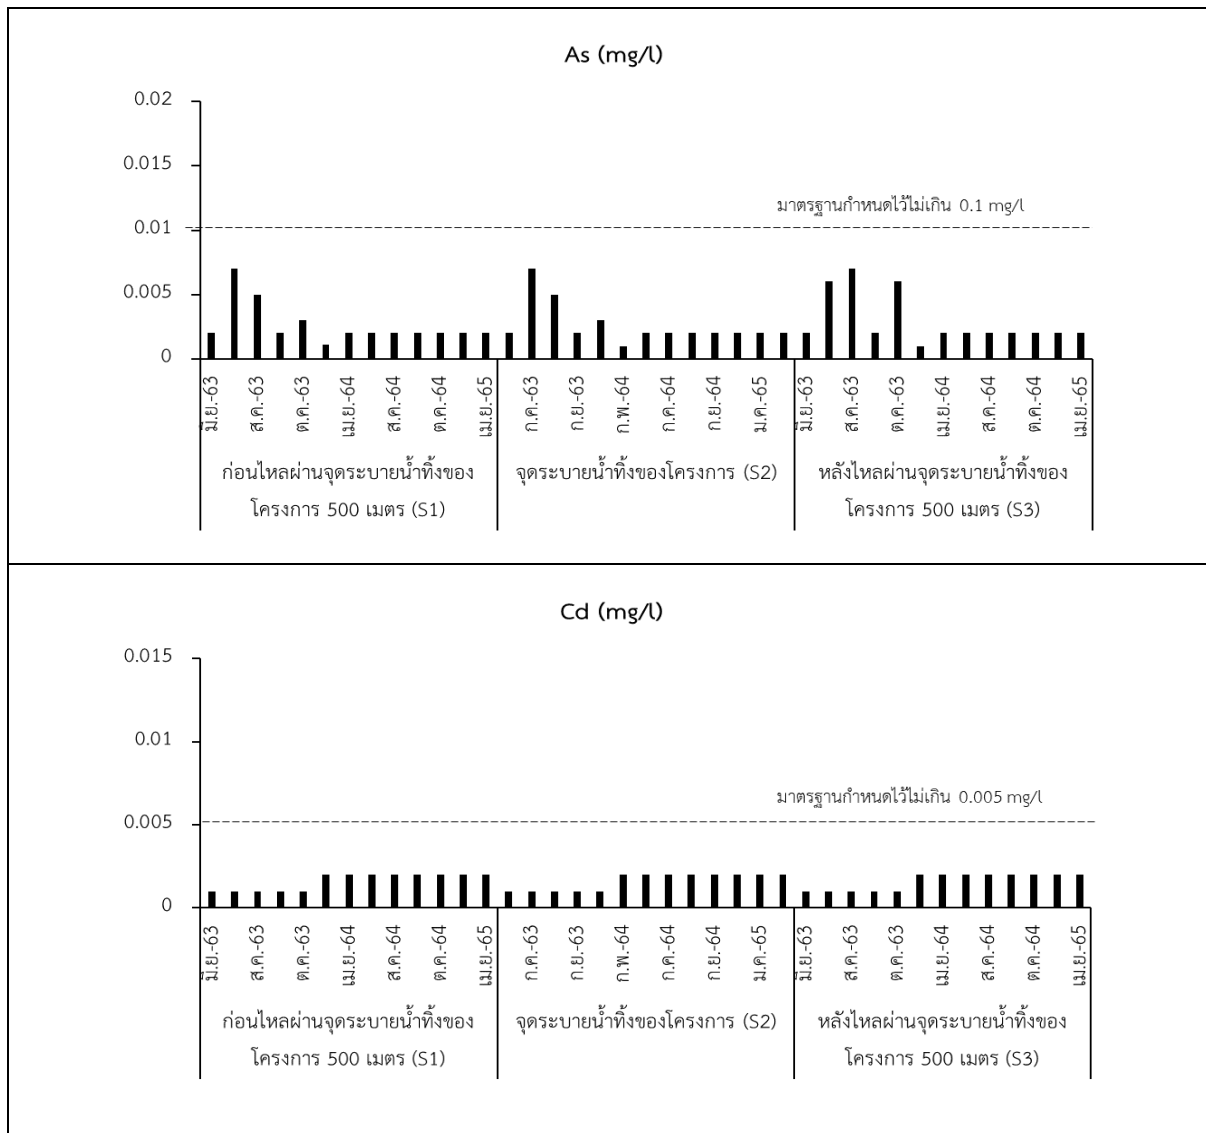 As (mg/l)
0.02
0.015
มาตรฐานกำหนดไว้ไม่เกิน 0.1 mg/l
0.01
0.005
0
มิ.ย.-63 ส.ค.-63 ต.ค.-63 เม.ย.-64 ส.ค.-64 ต.ค.-64 เม.ย.-65 ก.ค.-63 ก.ย.-63 ก.พ.-64 ก.ค.-64 ก.ย.-64 ม.ค.-65 มิ.ย.-63 ส.ค.-63 ต.ค.-63 เม.ย.-64 ส.ค.-64 ต.ค.-64 เม.ย.-65
ก่อนไหลผ่านจุดระบายน้ำทิ้งของ จุดระบายน้ำทิ้งของโครงการ (S2) หลังไหลผ่านจุดระบายน้ำทิ้งของ
โครงการ 500 เมตร (S1) โครงการ 500 เมตร (S3)
Cd (mg/l)
0.015
0.01
มาตรฐานกำหนดไว้ไม่เกิน 0.005 mg/l
0.005
0
มิ.ย.-63 ส.ค.-63 ต.ค.-63 เม.ย.-64 ส.ค.-64 ต.ค.-64 เม.ย.-65 ก.ค.-63 ก.ย.-63 ก.พ.-64 ก.ค.-64 ก.ย.-64 ม.ค.-65 มิ.ย.-63 ส.ค.-63 ต.ค.-63 เม.ย.-64 ส.ค.-64 ต.ค.-64 เม.ย.-65
ก่อนไหลผ่านจุดระบายน้ำทิ้งของ จุดระบายน้ำทิ้งของโครงการ (S2) หลังไหลผ่านจุดระบายน้ำทิ้งของ
โครงการ 500 เมตร (S1) โครงการ 500 เมตร (S3)